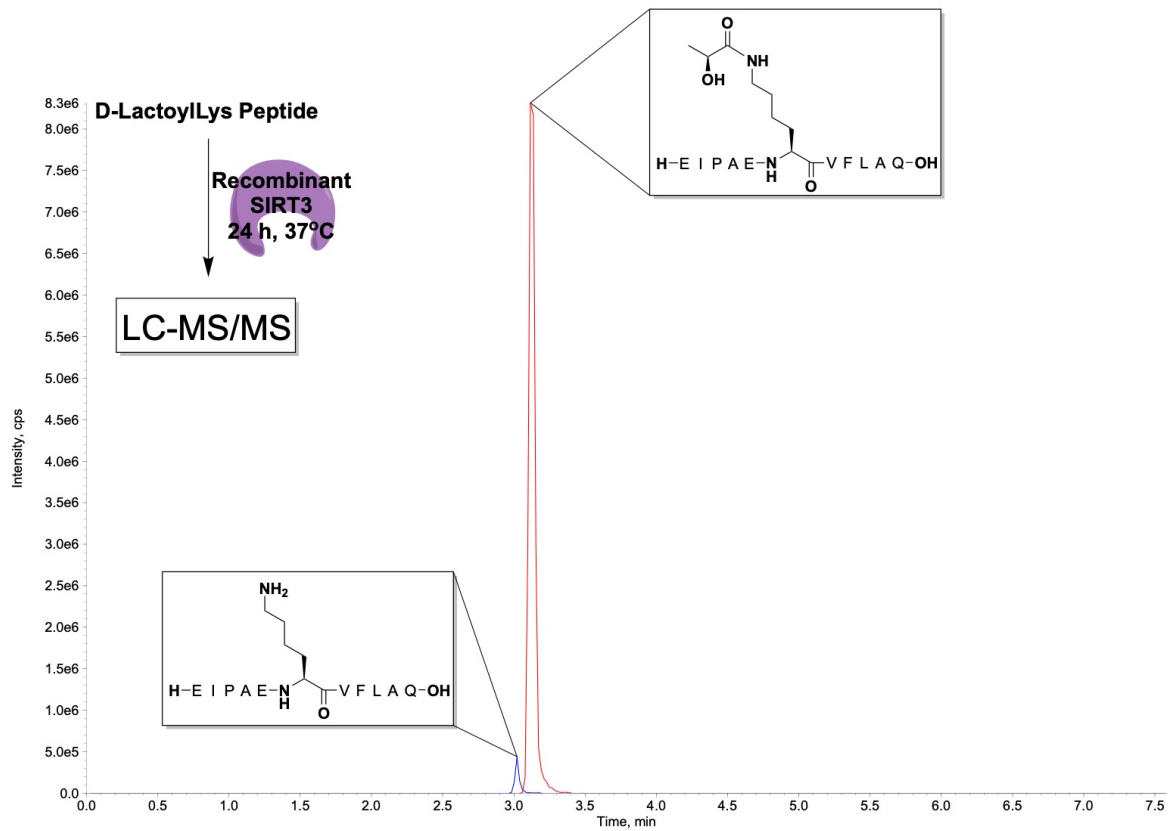 D-LactoylLys Peptide
Recombinant
SIRT3
24 h, 37°C
LC-MS/MS
O
NH
OH
H–E I P A E–N V F L A Q–OH
H
O
NH₂
H–E I P A E–N V F L A Q–OH
H
O
Intensity, cps
8.3e6
8.0e6
7.5e6
7.0e6
6.5e6
6.0e6
5.5e6
5.0e6
4.5e6
4.0e6
3.5e6
3.0e6
2.5e6
2.0e6
1.5e6
1.0e6
5.0e5
0.0
0.0 0.5 1.0 1.5 2.0 2.5 3.0 3.5 4.0 4.5 5.0 5.5 6.0 6.5 7.0 7.5
Time, min